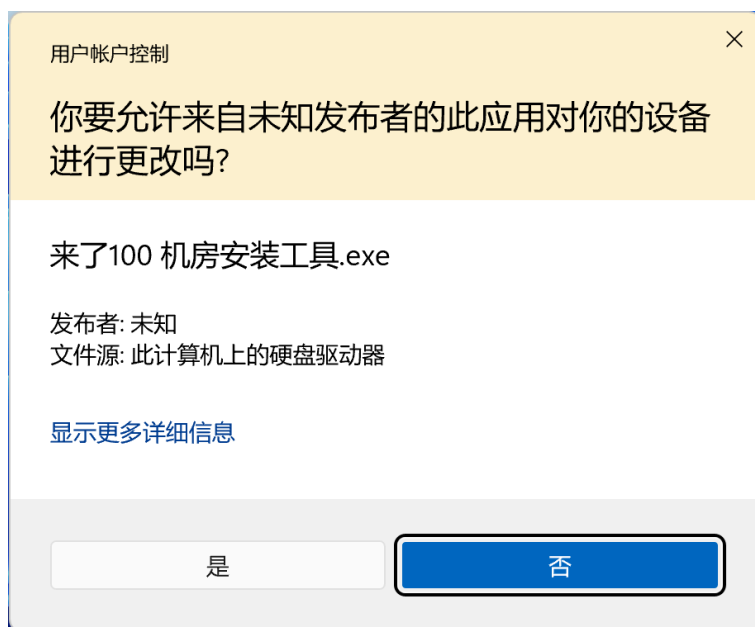 用户帐户控制
你要允许来自未知发布者的此应用对你的设备
进行更改吗?
来了100 机房安装工具.exe
发布者: 未知
文件源: 此计算机上的硬盘驱动器
显示更多详细信息
是
否